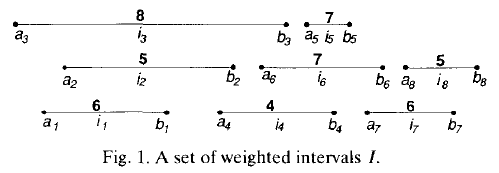 8 7
a3 i3 b3 a5 i5 b5
5 7 5
a2 i2 b2 a6 i6 b6 a8 i8 b8
6 4 6
a1 i1 b1 a4 i4 b4 a7 i7 b7
Fig. 1. A set of weighted intervals I.